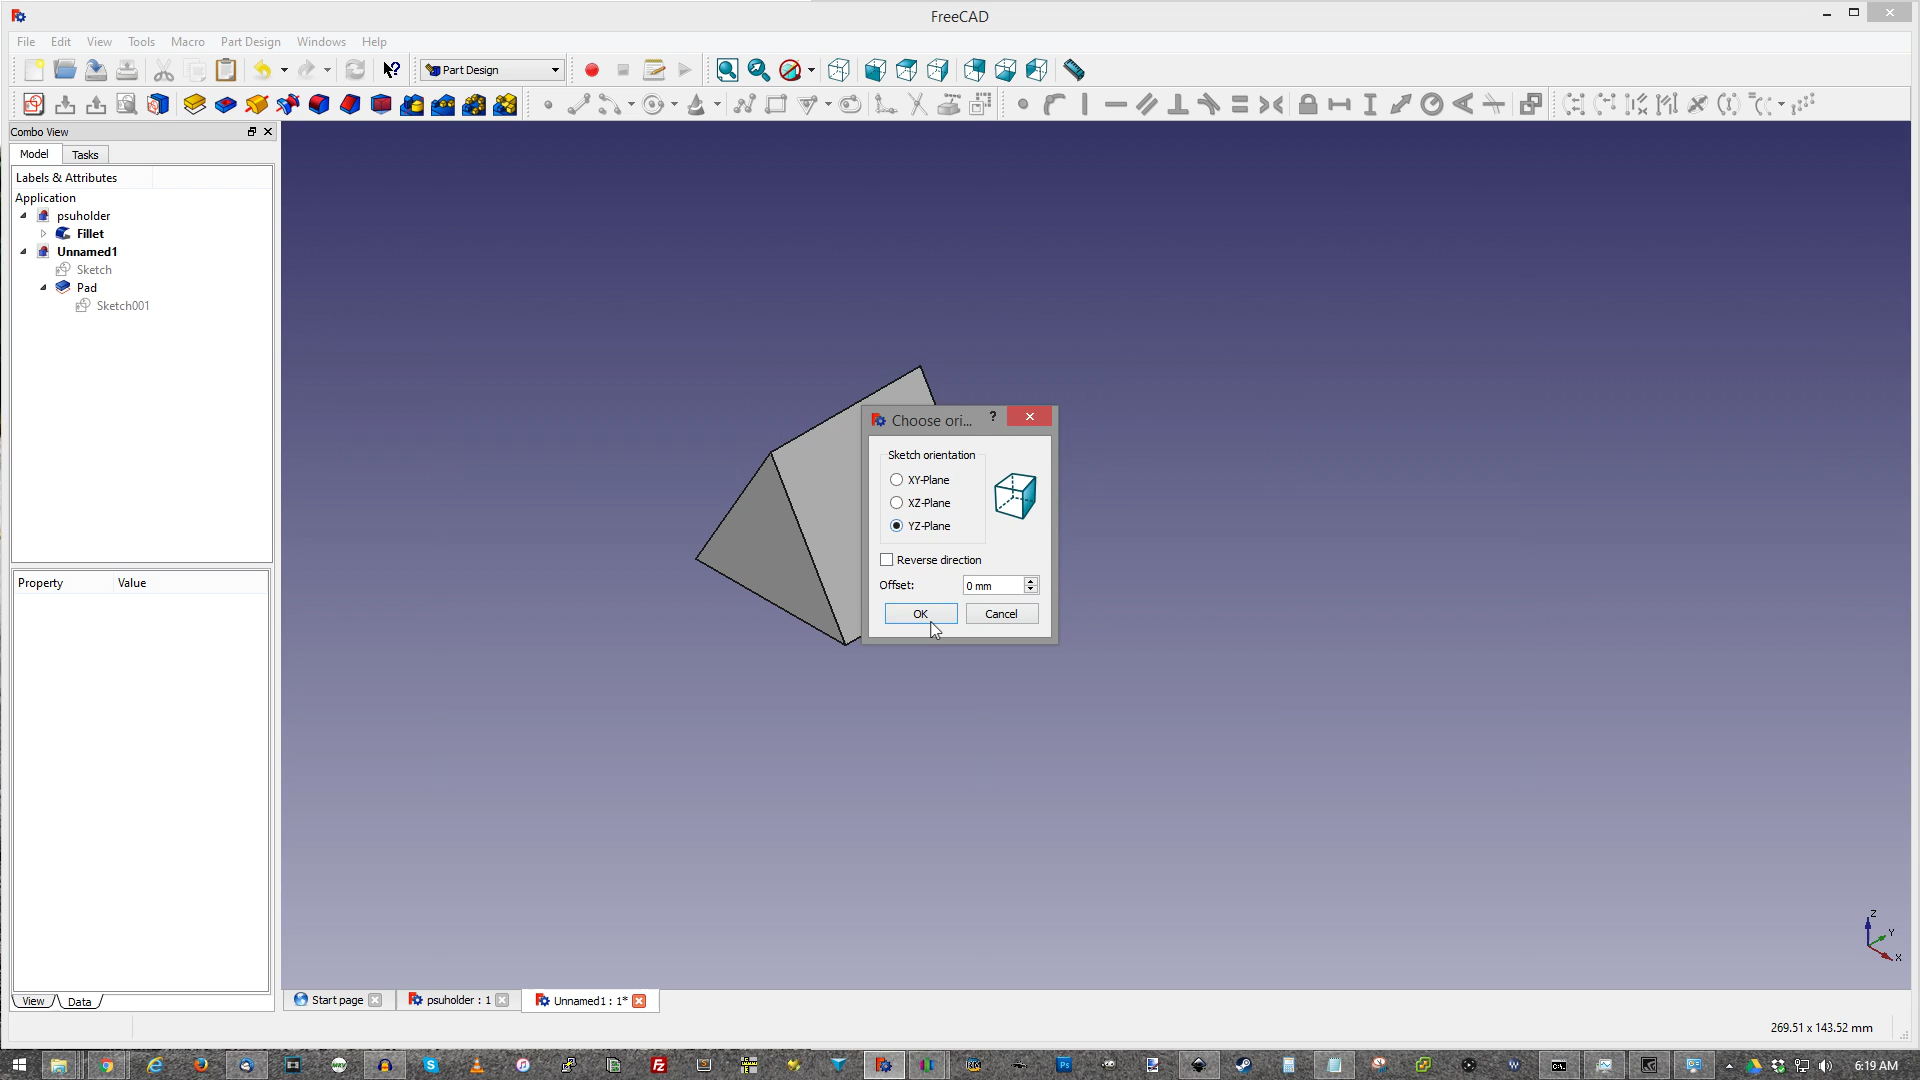 FreeCAD
File Edit View Tools Macro Part Design Windows Help
Part Design
Combo View
Model Tasks
Labels & Attributes
Application
psuholder
Fillet
Unnamed1
Sketch
Pad
Sketch001
Choose ori... ?
Sketch orientation
XY-Plane
XZ-Plane
YZ-Plane
Reverse direction
Offset: 0 mm
OK Cancel
Property Value
Z
Y
X
View Data
Start page psuholder : 1 Unnamed1 : 1*
269.51 x 143.52 mm
6:19 AM